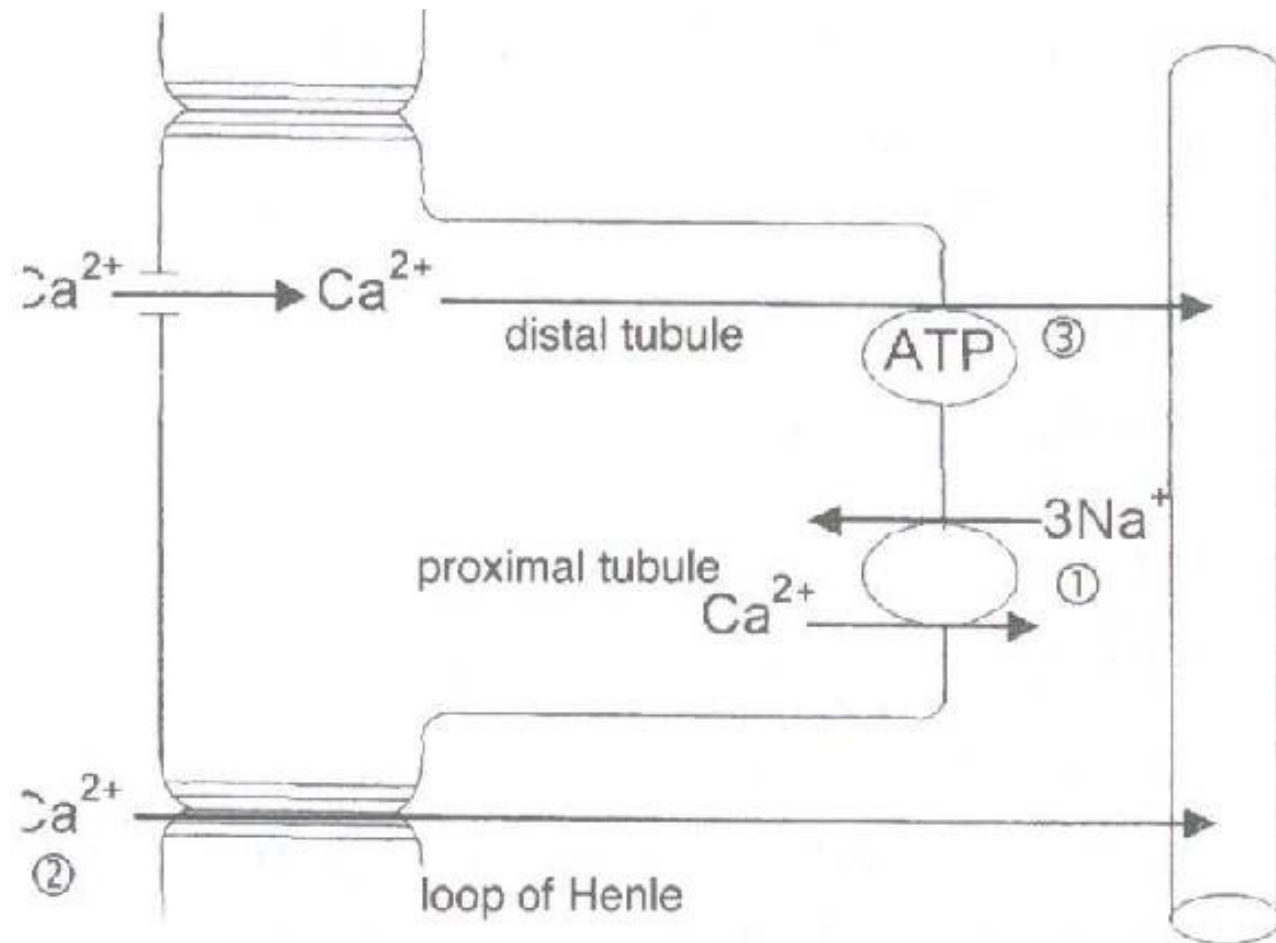 Ca²⁺ Ca²⁺
distal tubule
ATP ③
3Na⁺
proximal tubule ①
Ca²⁺
Ca²⁺
②
loop of Henle